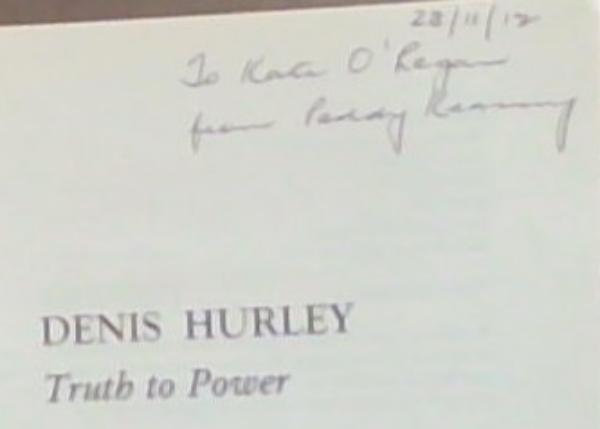 28/11/12
To Kate O'Regan
from Paddy Kearney
DENIS HURLEY
Truth to Power